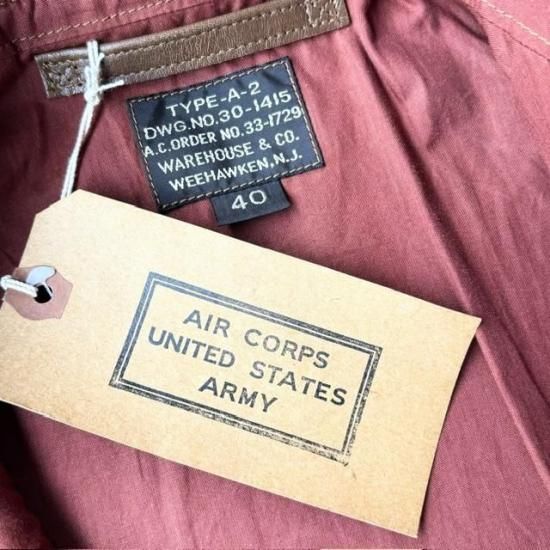 TYPE-A-2
DWG.NO.30-1415
A.C.ORDER NO.33-1729
WAREHOUSE & CO.
WEEHAWKEN,N.J.
40
AIR CORPS
UNITED STATES
ARMY